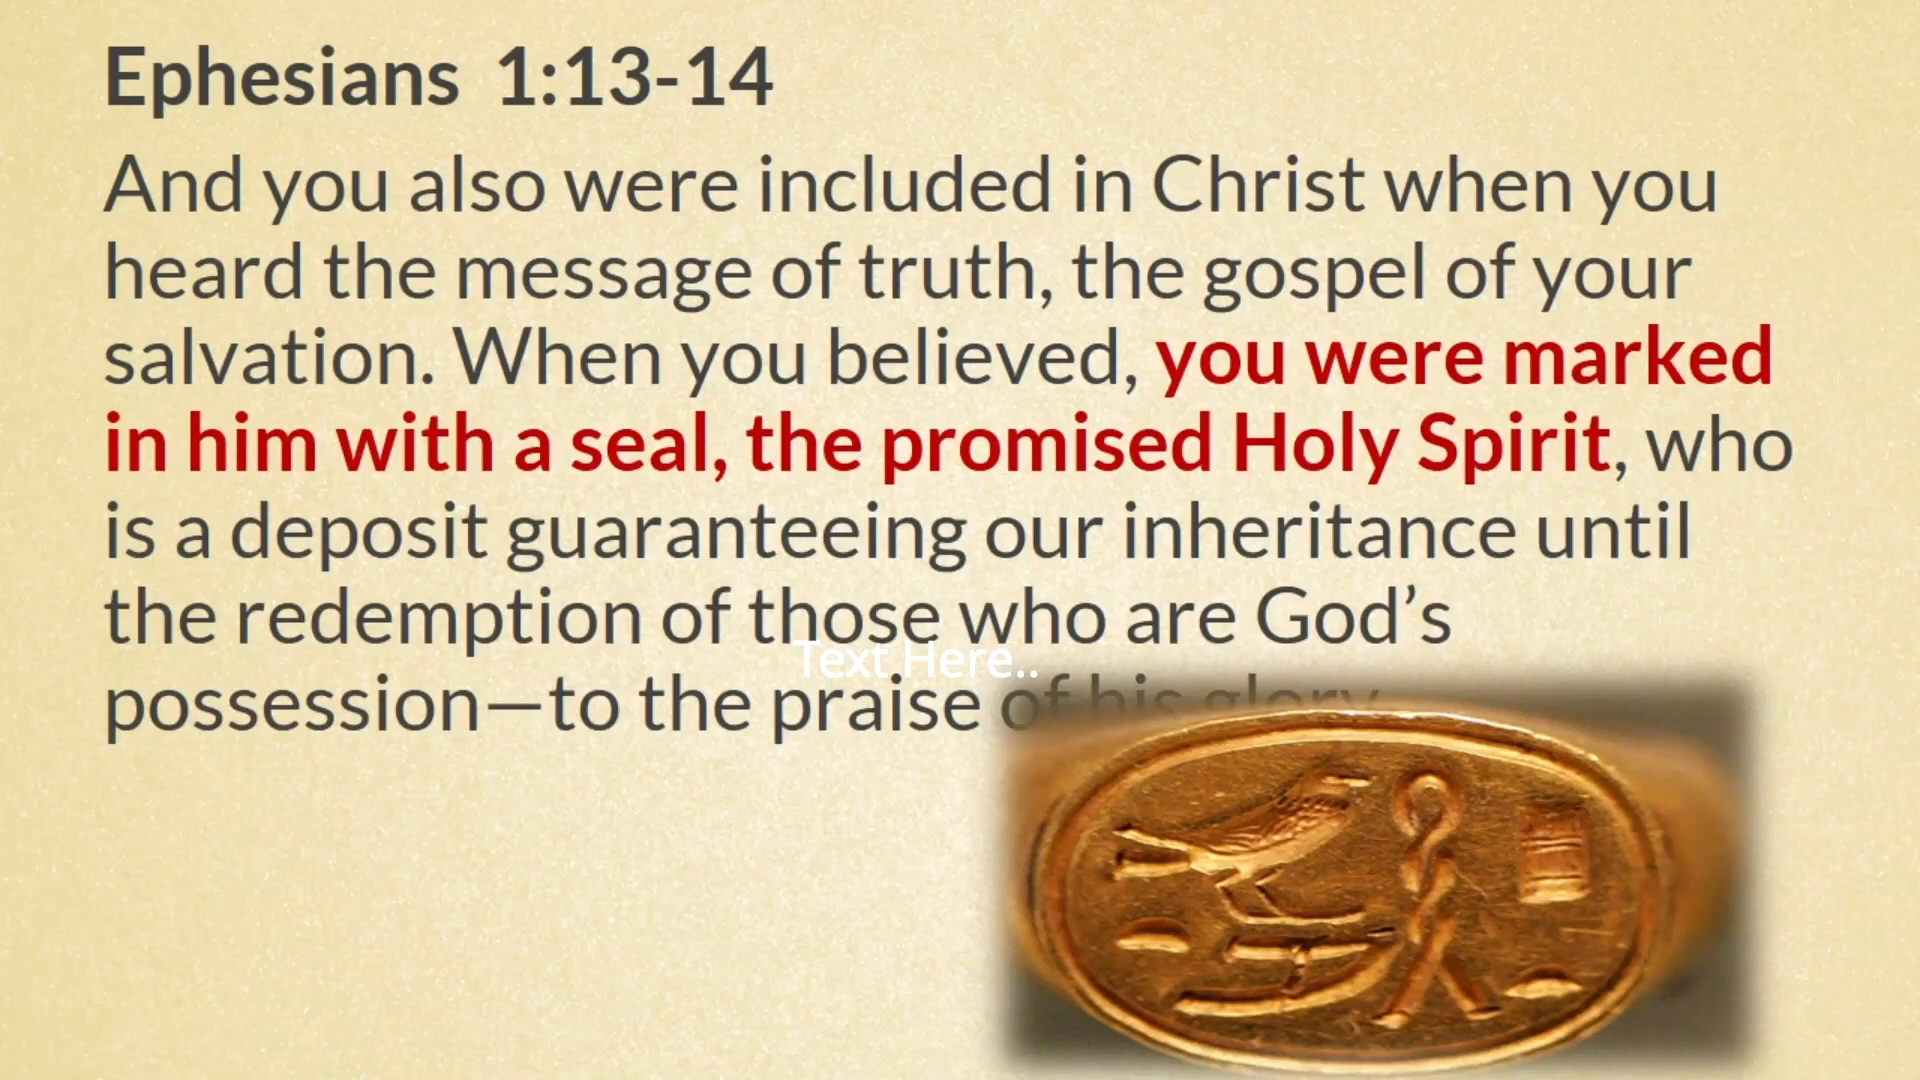 Ephesians 1:13-14
And you also were included in Christ when you
heard the message of truth, the gospel of your
salvation. When you believed, you were marked
in him with a seal, the promised Holy Spirit, who
is a deposit guaranteeing our inheritance until
the redemption of those who are God’s
Text Here..
possession—to the praise of his glory.